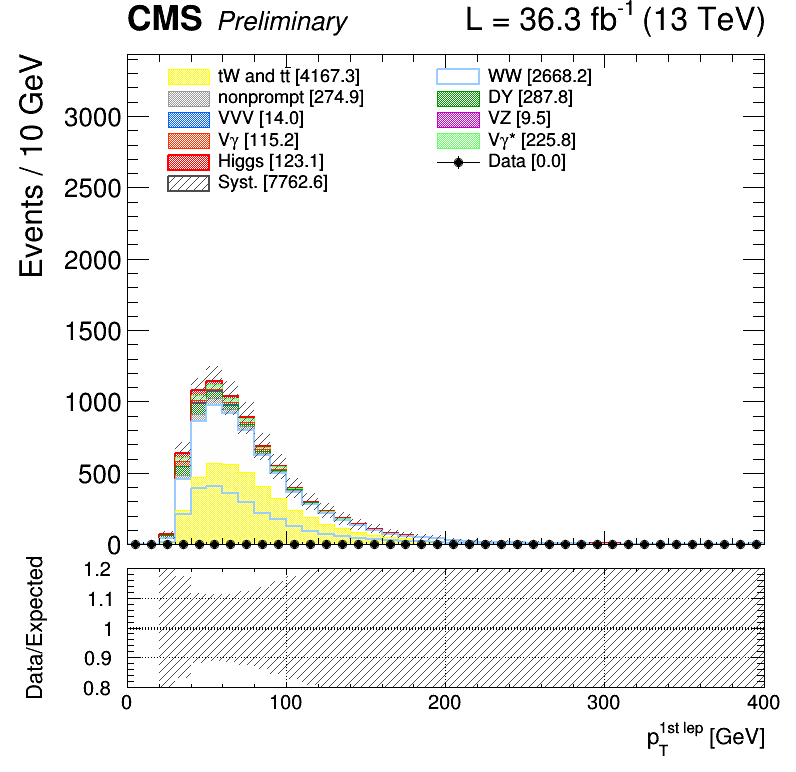 CMS Preliminary L = 36.3 fb⁻¹ (13 TeV)
Events / 10 GeV
tW and tt̄ [4167.3]
nonprompt [274.9]
VVV [14.0]
Vγ [115.2]
Higgs [123.1]
Syst. [7762.6]
WW [2668.2]
DY [287.8]
VZ [9.5]
Vγ* [225.8]
Data [0.0]
3000
2500
2000
1500
1000
500
0
Data/Expected
1.2
1.1
1
0.9
0.8
0 100 200 300 400
p_T^1st lep [GeV]